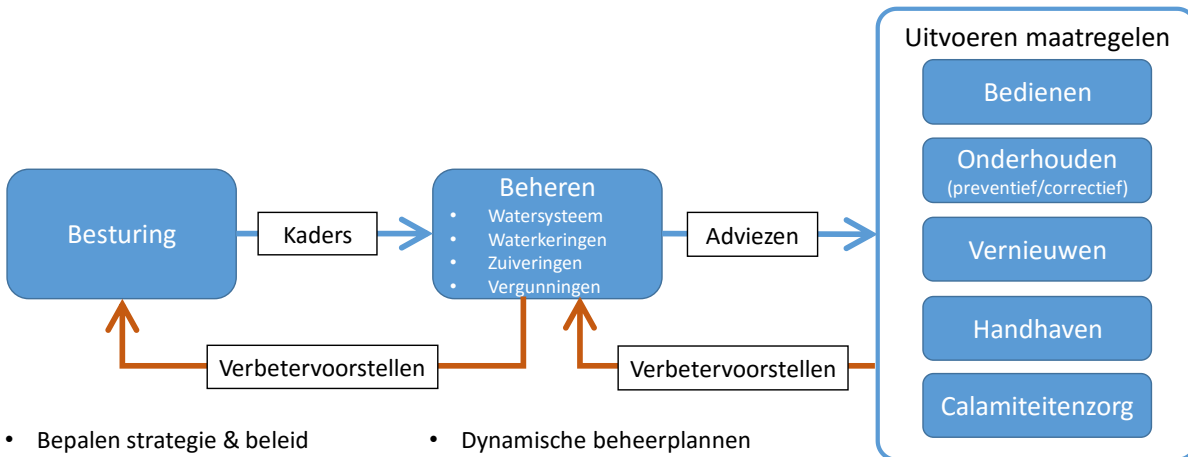 Uitvoeren maatregelen
Bedienen
Onderhouden
(preventief/correctief)
Vernieuwen
Handhaven
Calamiteitenzorg
Besturing
Kaders
Beheren
• Watersysteem
• Waterkeringen
• Zuiveringen
• Vergunningen
Adviezen
Verbetervoorstellen
Verbetervoorstellen
• Bepalen strategie & beleid
• Dynamische beheerplannen